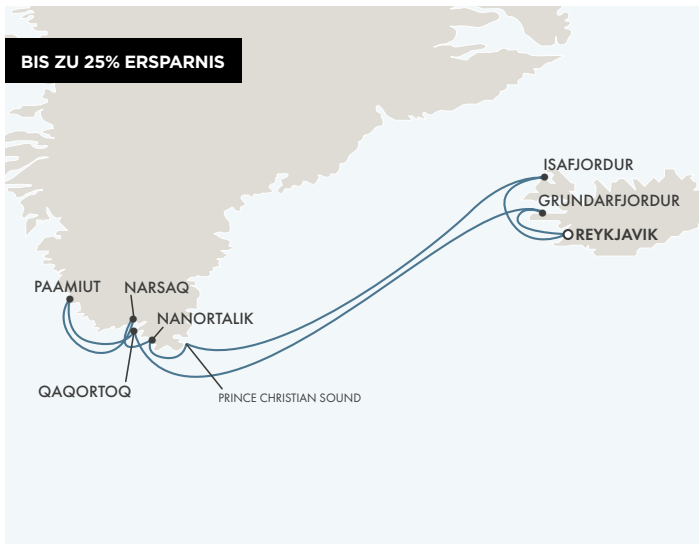 BIS ZU 25% ERSPARNIS
ISAFJORDUR
GRUNDARFJORDUR
REYKJAVIK
PAAMIUT
NARSAQ
NANORTALIK
QAQORTOQ
PRINCE CHRISTIAN SOUND